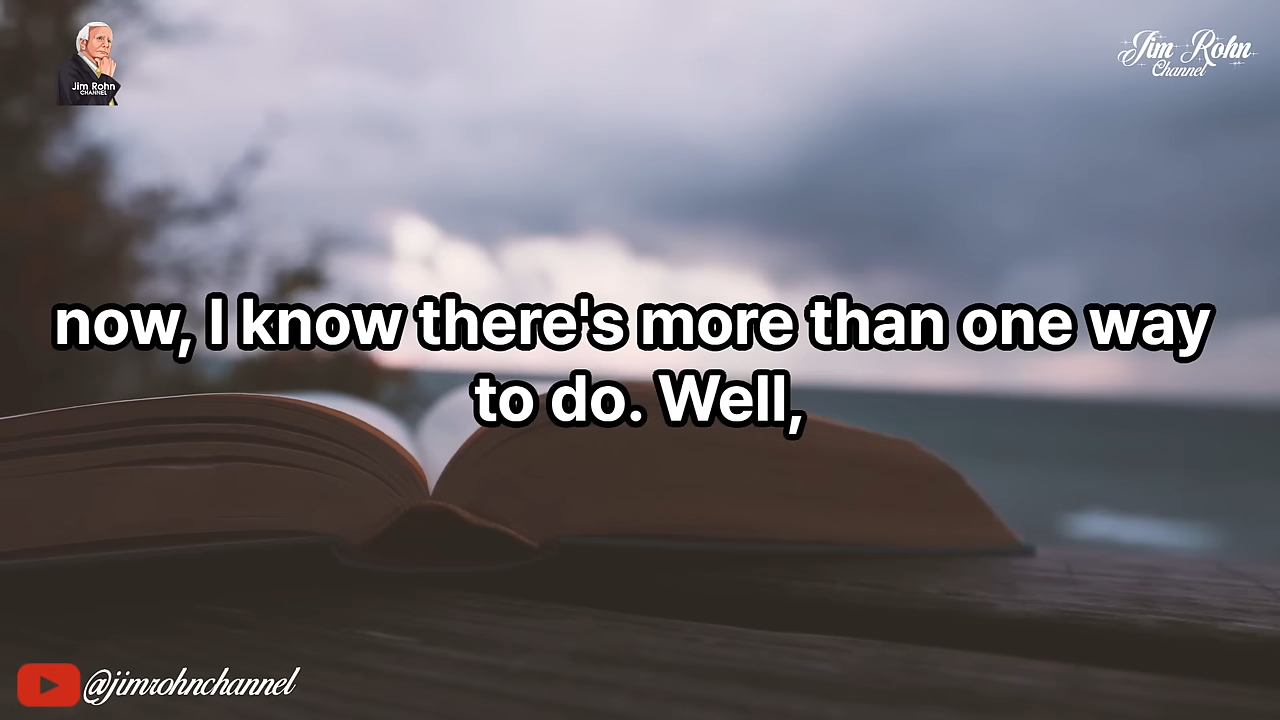 Jim Rohn
CHANNEL
Jim Rohn
Channel
now, I know there's more than one way
to do. Well,
@jimrohnchannel